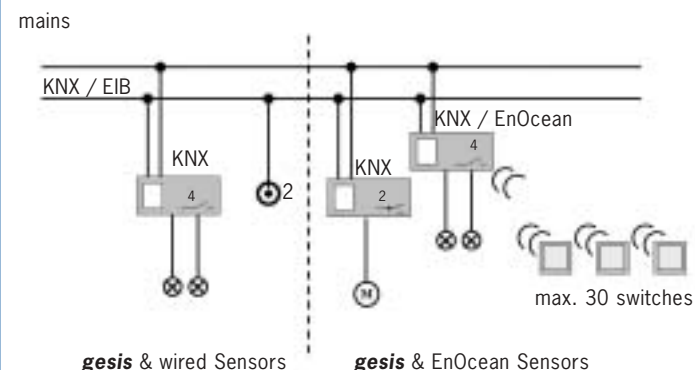 mains
KNX / EIB
KNX / EnOcean
KNX
4
2
KNX
2
4
M
max. 30 switches
gesis & wired Sensors
gesis & EnOcean Sensors